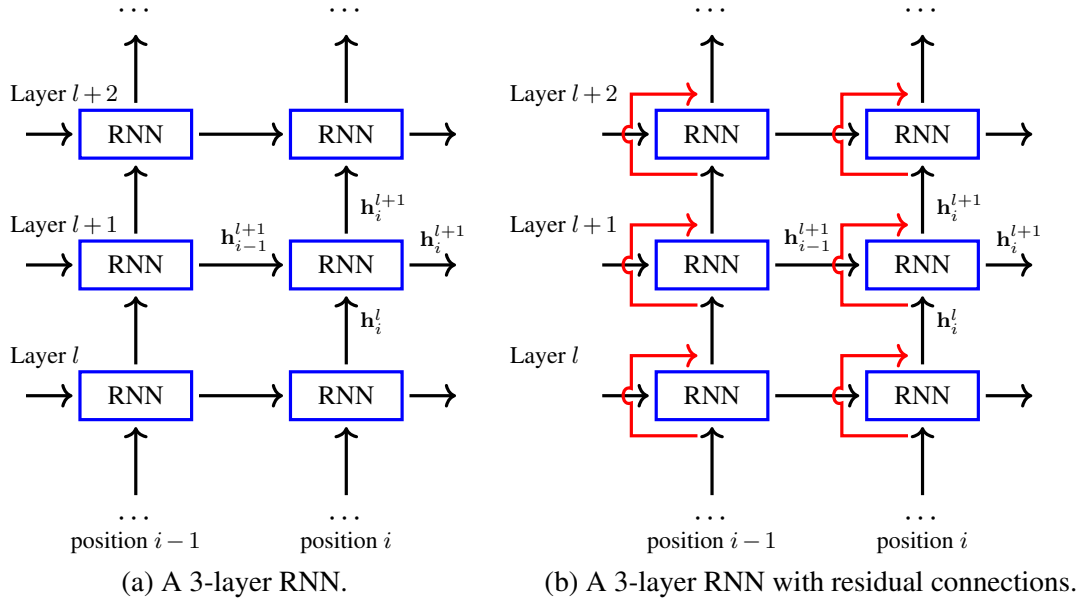 … … … …
Layer l + 2 Layer l + 2
RNN RNN RNN RNN
h_i^{l+1} h_i^{l+1}
Layer l + 1 Layer l + 1
h_{i−1}^{l+1} h_i^{l+1} h_{i−1}^{l+1} h_i^{l+1}
RNN RNN RNN RNN
h_i^l h_i^l
Layer l Layer l
RNN RNN RNN RNN
… … … …
position i − 1 position i position i − 1 position i
(a) A 3-layer RNN. (b) A 3-layer RNN with residual connections.